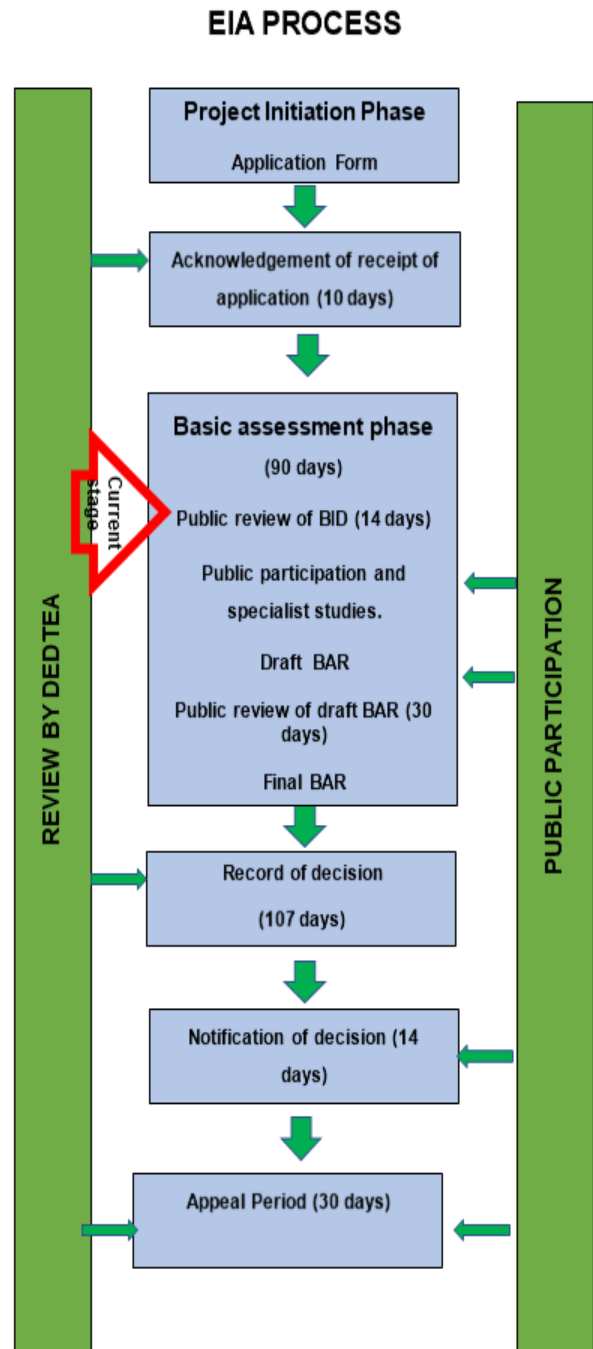 EIA PROCESS
Project Initiation Phase
Application Form
Acknowledgement of receipt of
application (10 days)
Basic assessment phase
(90 days)
Public review of BID (14 days)
Public participation and
specialist studies.
Draft BAR
Public review of draft BAR (30
days)
Final BAR
Current
stage
Record of decision
(107 days)
Notification of decision (14
days)
Appeal Period (30 days)
REVIEW BY DEDTEA
PUBLIC PARTICIPATION